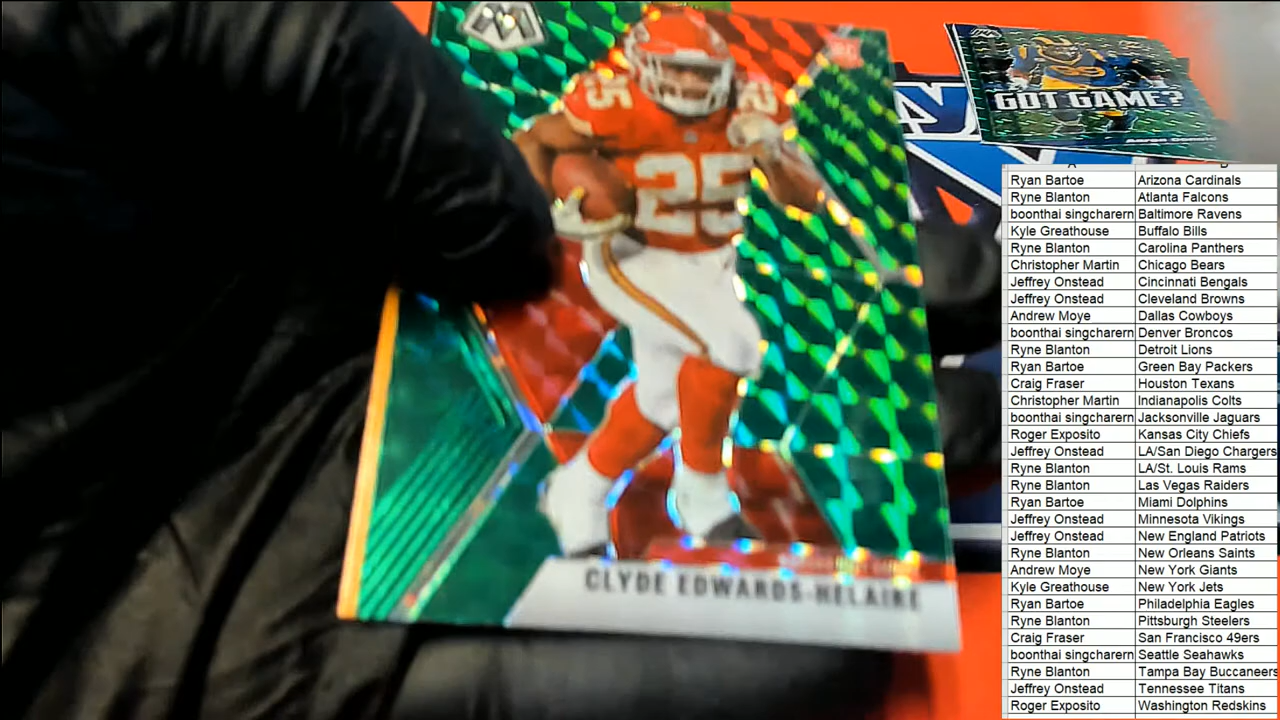 M
RC
25
25
CLYDE EDWARDS-HELAIRE
GOT GAME?
Ryan Bartoe Arizona Cardinals
Ryne Blanton Atlanta Falcons
boonthai singcharern Baltimore Ravens
Kyle Greathouse Buffalo Bills
Ryne Blanton Carolina Panthers
Christopher Martin Chicago Bears
Jeffrey Onstead Cincinnati Bengals
Jeffrey Onstead Cleveland Browns
Andrew Moye Dallas Cowboys
boonthai singcharern Denver Broncos
Ryne Blanton Detroit Lions
Ryan Bartoe Green Bay Packers
Craig Fraser Houston Texans
Christopher Martin Indianapolis Colts
boonthai singcharern Jacksonville Jaguars
Roger Exposito Kansas City Chiefs
Jeffrey Onstead LA/San Diego Chargers
Ryne Blanton LA/St. Louis Rams
Ryne Blanton Las Vegas Raiders
Ryan Bartoe Miami Dolphins
Jeffrey Onstead Minnesota Vikings
Jeffrey Onstead New England Patriots
Ryne Blanton New Orleans Saints
Andrew Moye New York Giants
Kyle Greathouse New York Jets
Ryan Bartoe Philadelphia Eagles
Ryne Blanton Pittsburgh Steelers
Craig Fraser San Francisco 49ers
boonthai singcharern Seattle Seahawks
Ryne Blanton Tampa Bay Buccaneers
Jeffrey Onstead Tennessee Titans
Roger Exposito Washington Redskins